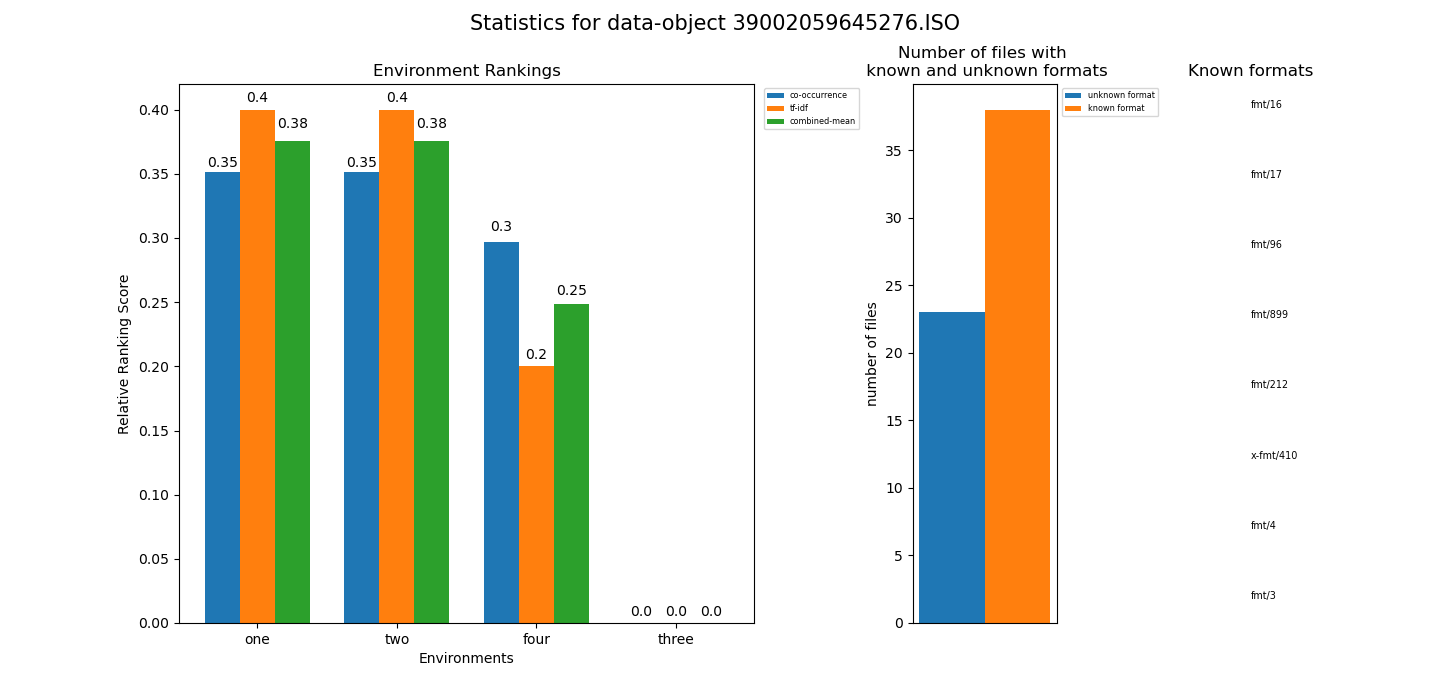 Statistics for data-object 39002059645276.ISO
Environment Rankings
0.40
0.35
0.30
0.25
0.20
0.15
0.10
0.05
0.00
Relative Ranking Score
0.35
0.4
0.38
0.35
0.4
0.38
0.3
0.2
0.25
0.0
0.0
0.0
one
two
four
three
Environments
co-occurrence
tf-idf
combined-mean
Number of files with
known and unknown formats
35
30
25
20
15
10
5
0
number of files
unknown format
known format
Known formats
fmt/16
fmt/17
fmt/96
fmt/899
fmt/212
x-fmt/410
fmt/4
fmt/3